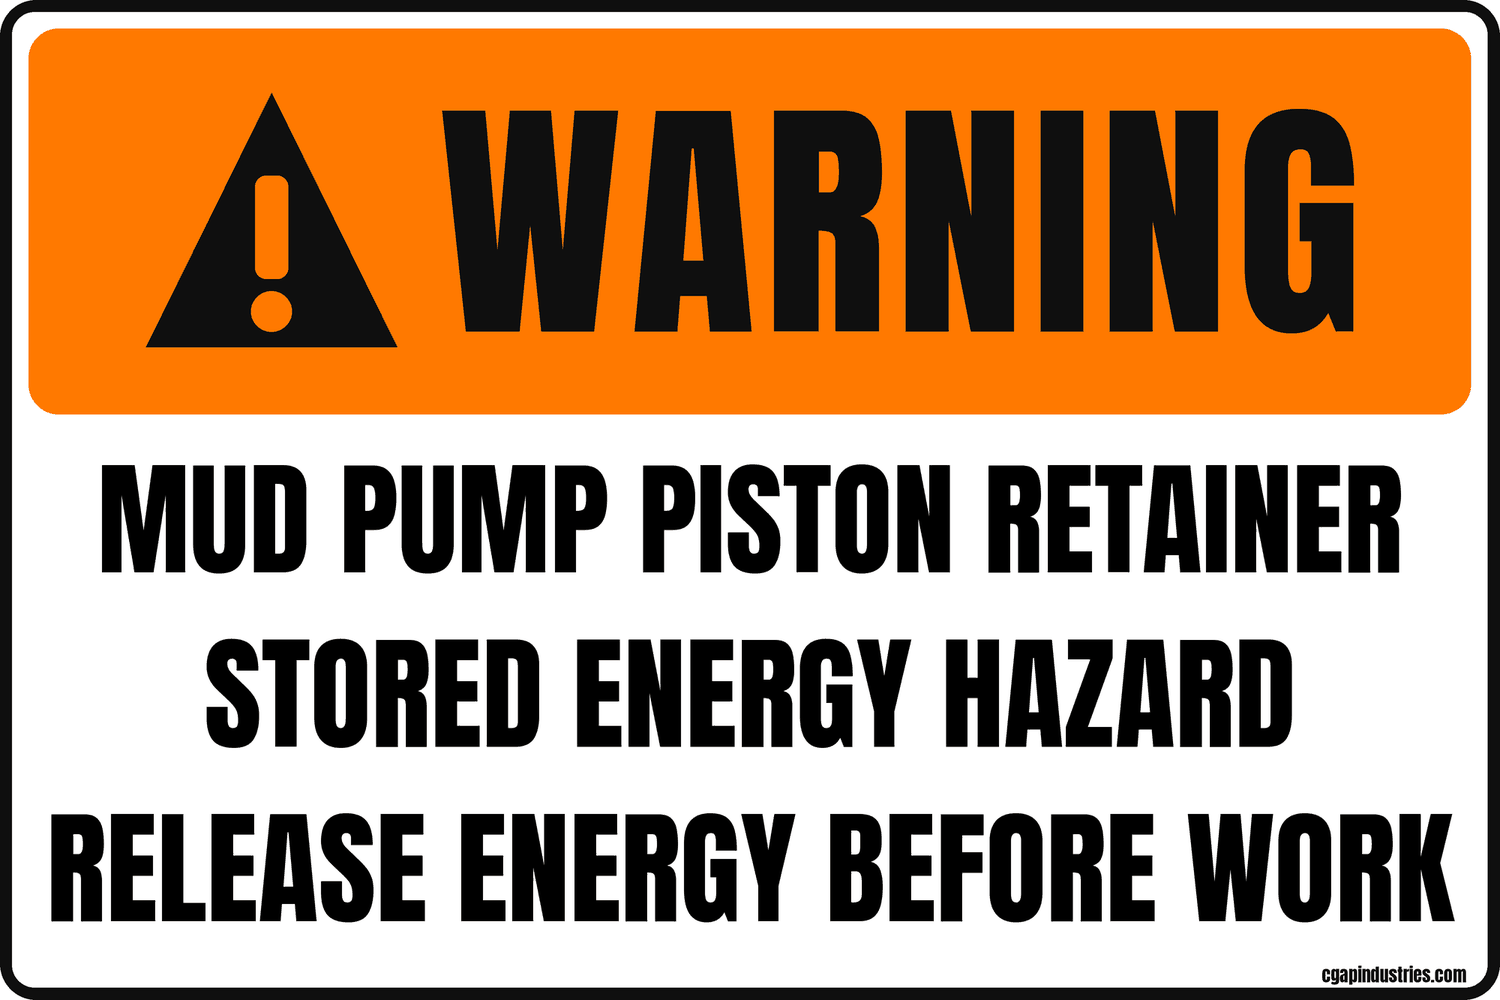 WARNING
MUD PUMP PISTON RETAINER
STORED ENERGY HAZARD
RELEASE ENERGY BEFORE WORK
cgapindustries.com